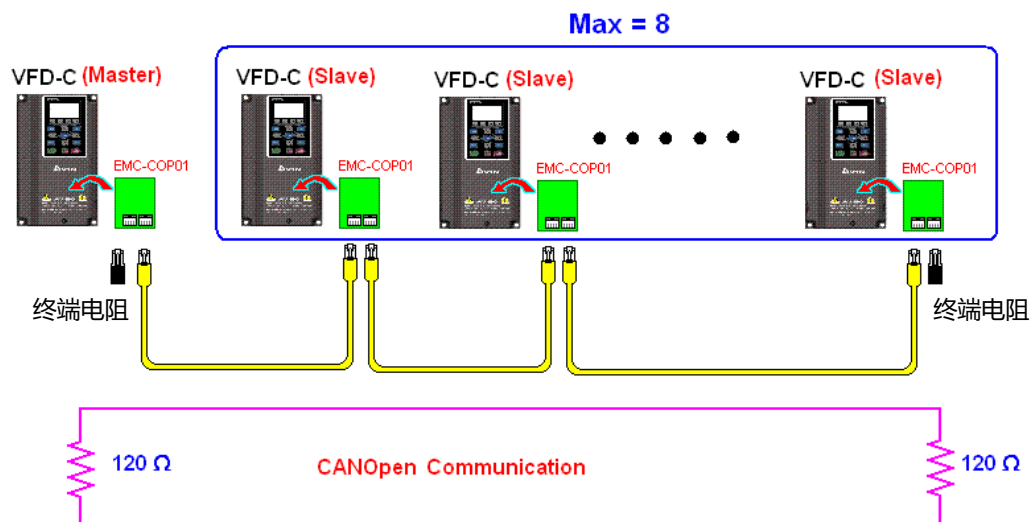 Max = 8
VFD-C (Master)
VFD-C (Slave)
VFD-C (Slave)
VFD-C (Slave)
EMC-COP01
EMC-COP01
EMC-COP01
EMC-COP01
终端电阻
终端电阻
120 Ω
CANOpen Communication
120 Ω